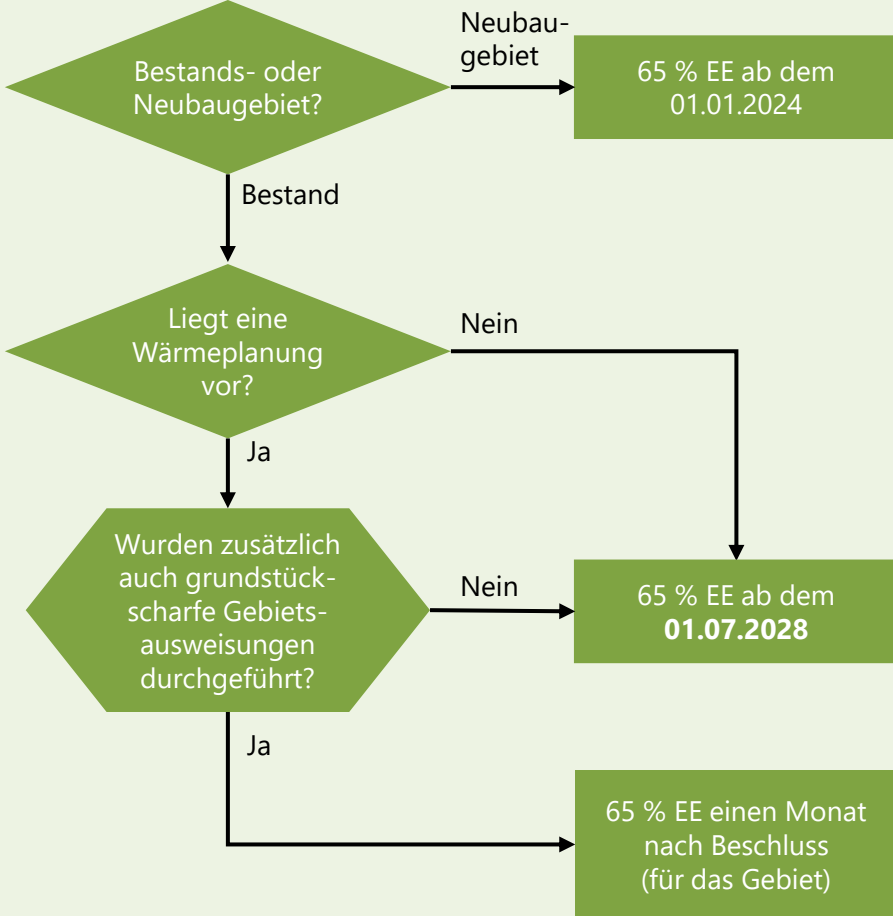 Neubau-
gebiet
Bestands- oder
Neubaugebiet?
65 % EE ab dem
01.01.2024
Bestand
Liegt eine
Wärmeplanung
vor?
Nein
Ja
Wurden zusätzlich
auch grundstück-
scharfe Gebiets-
ausweisungen
durchgeführt?
Nein
65 % EE ab dem
01.07.2028
Ja
65 % EE einen Monat
nach Beschluss
(für das Gebiet)